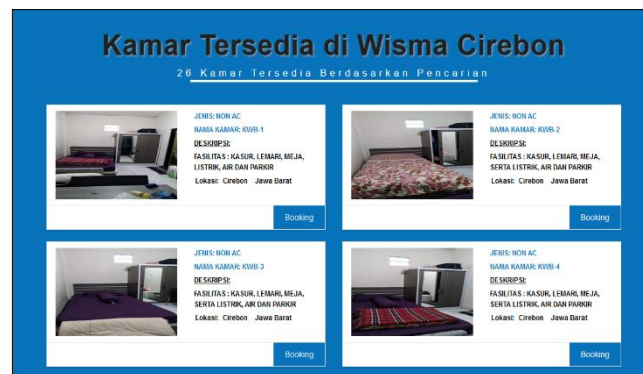 Kamar Tersedia di Wisma Cirebon
26 Kamar Tersedia Berdasarkan Pencarian
JENIS: NON AC
NAMA KAMAR: KWB-1
DESKRIPSI:
FASILITAS : KASUR, LEMARI, MEJA,
LISTRIK, AIR DAN PARKIR
Lokasi: Cirebon Jawa Barat
Booking
JENIS: NON AC
NAMA KAMAR: KWB-2
DESKRIPSI:
FASILITAS : KASUR, LEMARI, MEJA,
SERTA LISTRIK, AIR DAN PARKIR
Lokasi: Cirebon Jawa Barat
Booking
JENIS: NON AC
NAMA KAMAR: KWB-3
DESKRIPSI:
FASILITAS : KASUR, LEMARI, MEJA,
SERTA LISTRIK, AIR DAN PARKIR
Lokasi: Cirebon Jawa Barat
Booking
JENIS: NON AC
NAMA KAMAR: KWB-4
DESKRIPSI:
FASILITAS : KASUR, LEMARI, MEJA,
SERTA LISTRIK, AIR DAN PARKIR
Lokasi: Cirebon Jawa Barat
Booking